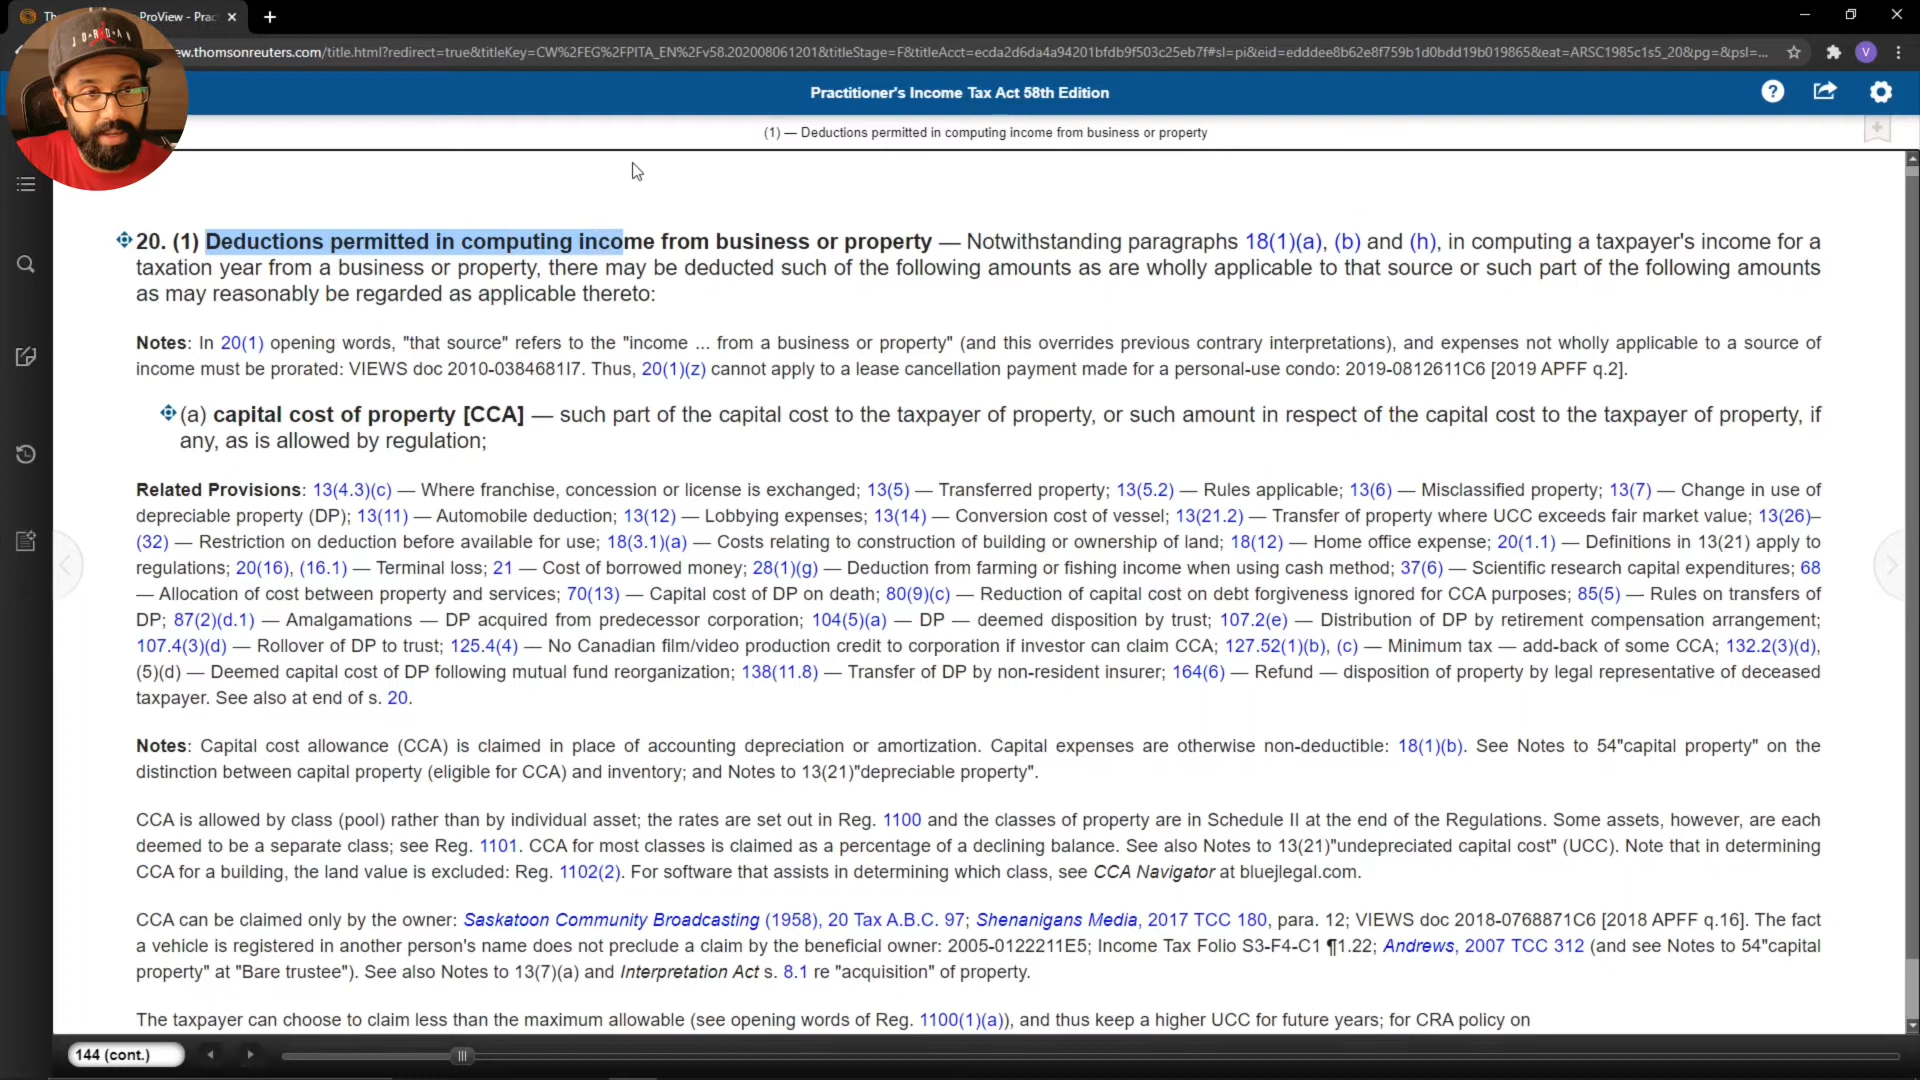 ProView - Prac
ew.thomsonreuters.com/title.html?redirect=true&titleKey=CW%2FEG%2FPITA_EN%2Fv58.202008061201&titleStage=F&titleAcct=ecda2d6da4a94201bfdb9f503c25eb7f#sl=pi&eid=edddee8b62e8f759b1d0bdd19b019865&eat=ARSC1985c1s5_20&pg=&psl=...
V
JORDAN
Practitioner's Income Tax Act 58th Edition
(1) — Deductions permitted in computing income from business or property
20. (1) Deductions permitted in computing income from business or property — Notwithstanding paragraphs 18(1)(a), (b) and (h), in computing a taxpayer's income for a
taxation year from a business or property, there may be deducted such of the following amounts as are wholly applicable to that source or such part of the following amounts
as may reasonably be regarded as applicable thereto:
Notes: In 20(1) opening words, "that source" refers to the "income ... from a business or property" (and this overrides previous contrary interpretations), and expenses not wholly applicable to a source of
income must be prorated: VIEWS doc 2010-0384681I7. Thus, 20(1)(z) cannot apply to a lease cancellation payment made for a personal-use condo: 2019-0812611C6 [2019 APFF q.2].
(a) capital cost of property [CCA] — such part of the capital cost to the taxpayer of property, or such amount in respect of the capital cost to the taxpayer of property, if
any, as is allowed by regulation;
Related Provisions: 13(4.3)(c) — Where franchise, concession or license is exchanged; 13(5) — Transferred property; 13(5.2) — Rules applicable; 13(6) — Misclassified property; 13(7) — Change in use of
depreciable property (DP); 13(11) — Automobile deduction; 13(12) — Lobbying expenses; 13(14) — Conversion cost of vessel; 13(21.2) — Transfer of property where UCC exceeds fair market value; 13(26)–
(32) — Restriction on deduction before available for use; 18(3.1)(a) — Costs relating to construction of building or ownership of land; 18(12) — Home office expense; 20(1.1) — Definitions in 13(21) apply to
regulations; 20(16), (16.1) — Terminal loss; 21 — Cost of borrowed money; 28(1)(g) — Deduction from farming or fishing income when using cash method; 37(6) — Scientific research capital expenditures; 68
— Allocation of cost between property and services; 70(13) — Capital cost of DP on death; 80(9)(c) — Reduction of capital cost on debt forgiveness ignored for CCA purposes; 85(5) — Rules on transfers of
DP; 87(2)(d.1) — Amalgamations — DP acquired from predecessor corporation; 104(5)(a) — DP — deemed disposition by trust; 107.2(e) — Distribution of DP by retirement compensation arrangement;
107.4(3)(d) — Rollover of DP to trust; 125.4(4) — No Canadian film/video production credit to corporation if investor can claim CCA; 127.52(1)(b), (c) — Minimum tax — add-back of some CCA; 132.2(3)(d),
(5)(d) — Deemed capital cost of DP following mutual fund reorganization; 138(11.8) — Transfer of DP by non-resident insurer; 164(6) — Refund — disposition of property by legal representative of deceased
taxpayer. See also at end of s. 20.
Notes: Capital cost allowance (CCA) is claimed in place of accounting depreciation or amortization. Capital expenses are otherwise non-deductible: 18(1)(b). See Notes to 54"capital property" on the
distinction between capital property (eligible for CCA) and inventory; and Notes to 13(21)"depreciable property".
CCA is allowed by class (pool) rather than by individual asset; the rates are set out in Reg. 1100 and the classes of property are in Schedule II at the end of the Regulations. Some assets, however, are each
deemed to be a separate class; see Reg. 1101. CCA for most classes is claimed as a percentage of a declining balance. See also Notes to 13(21)"undepreciated capital cost" (UCC). Note that in determining
CCA for a building, the land value is excluded: Reg. 1102(2). For software that assists in determining which class, see CCA Navigator at bluejlegal.com.
CCA can be claimed only by the owner: Saskatoon Community Broadcasting (1958), 20 Tax A.B.C. 97; Shenanigans Media, 2017 TCC 180, para. 12; VIEWS doc 2018-0768871C6 [2018 APFF q.16]. The fact
a vehicle is registered in another person's name does not preclude a claim by the beneficial owner: 2005-0122211E5; Income Tax Folio S3-F4-C1 ¶1.22; Andrews, 2007 TCC 312 (and see Notes to 54"capital
property" at "Bare trustee"). See also Notes to 13(7)(a) and Interpretation Act s. 8.1 re "acquisition" of property.
The taxpayer can choose to claim less than the maximum allowable (see opening words of Reg. 1100(1)(a)), and thus keep a higher UCC for future years; for CRA policy on
144 (cont.)